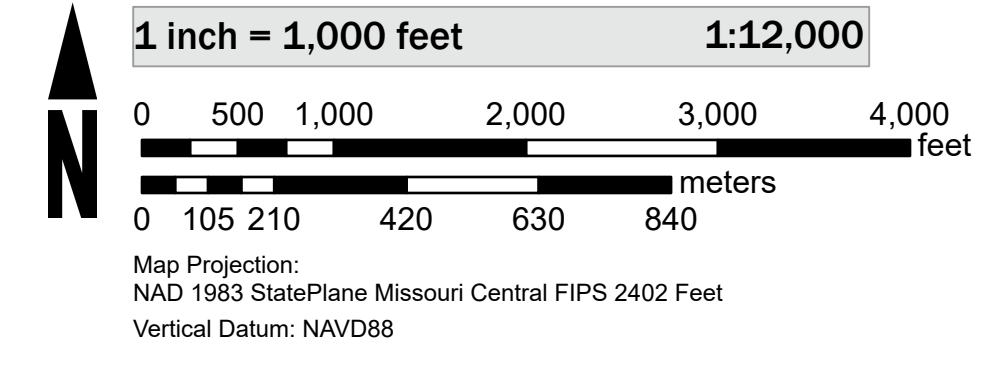 N
1 inch = 1,000 feet 1:12,000
0 500 1,000 2,000 3,000 4,000
feet
meters
0 105 210 420 630 840
Map Projection:
NAD 1983 StatePlane Missouri Central FIPS 2402 Feet
Vertical Datum: NAVD88